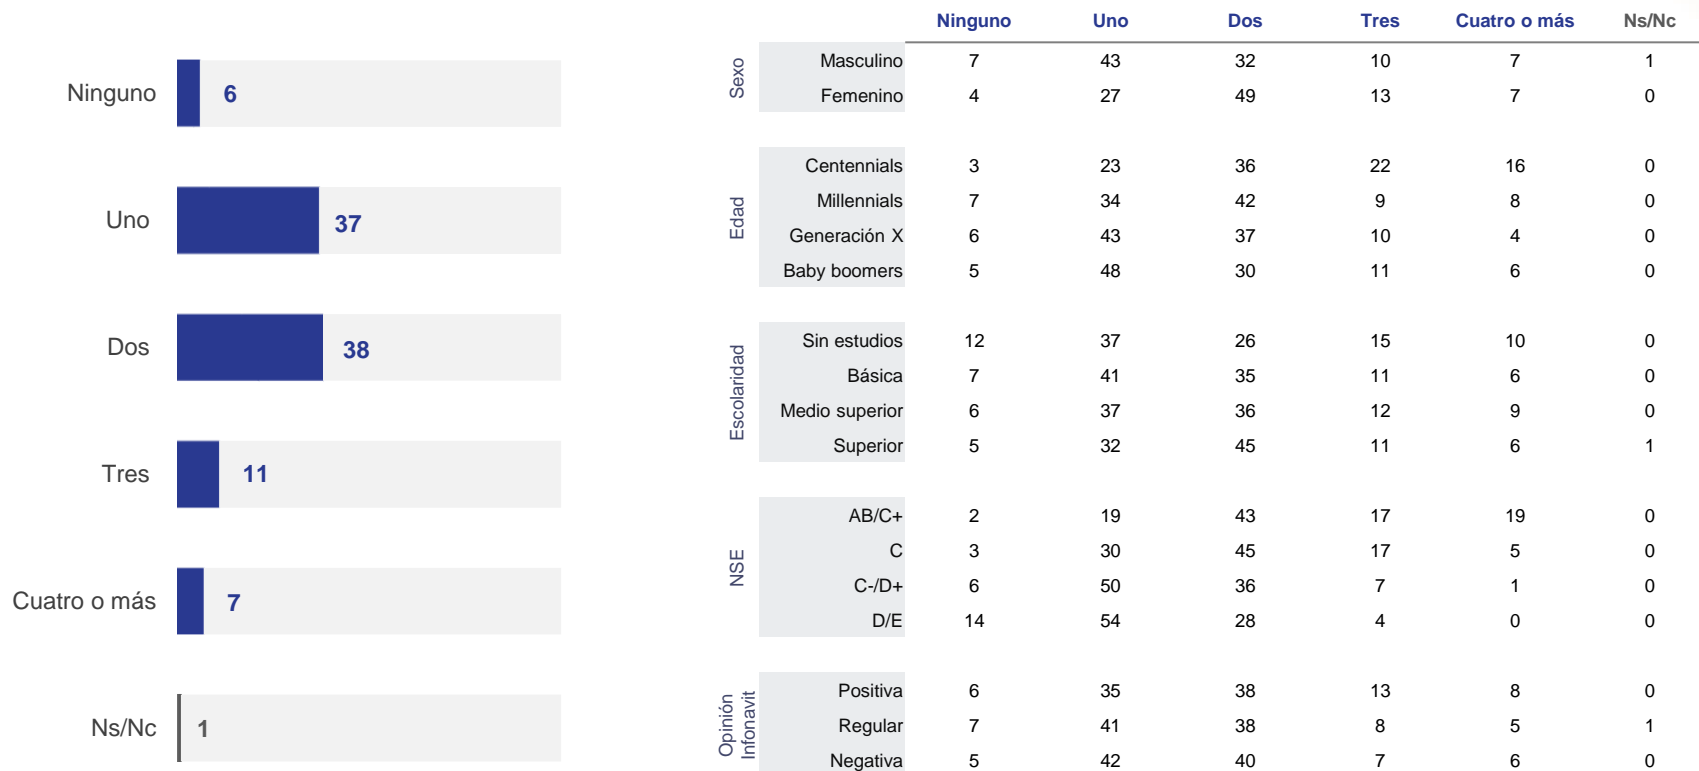 Ninguno 6
Uno 37
Dos 38
Tres 11
Cuatro o más 7
Ns/Nc 1
Ninguno Uno Dos Tres Cuatro o más Ns/Nc
Sexo
Masculino 7 43 32 10 7 1
Femenino 4 27 49 13 7 0
Edad
Centennials 3 23 36 22 16 0
Millennials 7 34 42 9 8 0
Generación X 6 43 37 10 4 0
Baby boomers 5 48 30 11 6 0
Escolaridad
Sin estudios 12 37 26 15 10 0
Básica 7 41 35 11 6 0
Medio superior 6 37 36 12 9 0
Superior 5 32 45 11 6 1
NSE
AB/C+ 2 19 43 17 19 0
C 3 30 45 17 5 0
C-/D+ 6 50 36 7 1 0
D/E 14 54 28 4 0 0
Opinión
Infonavit
Positiva 6 35 38 13 8 0
Regular 7 41 38 8 5 1
Negativa 5 42 40 7 6 0